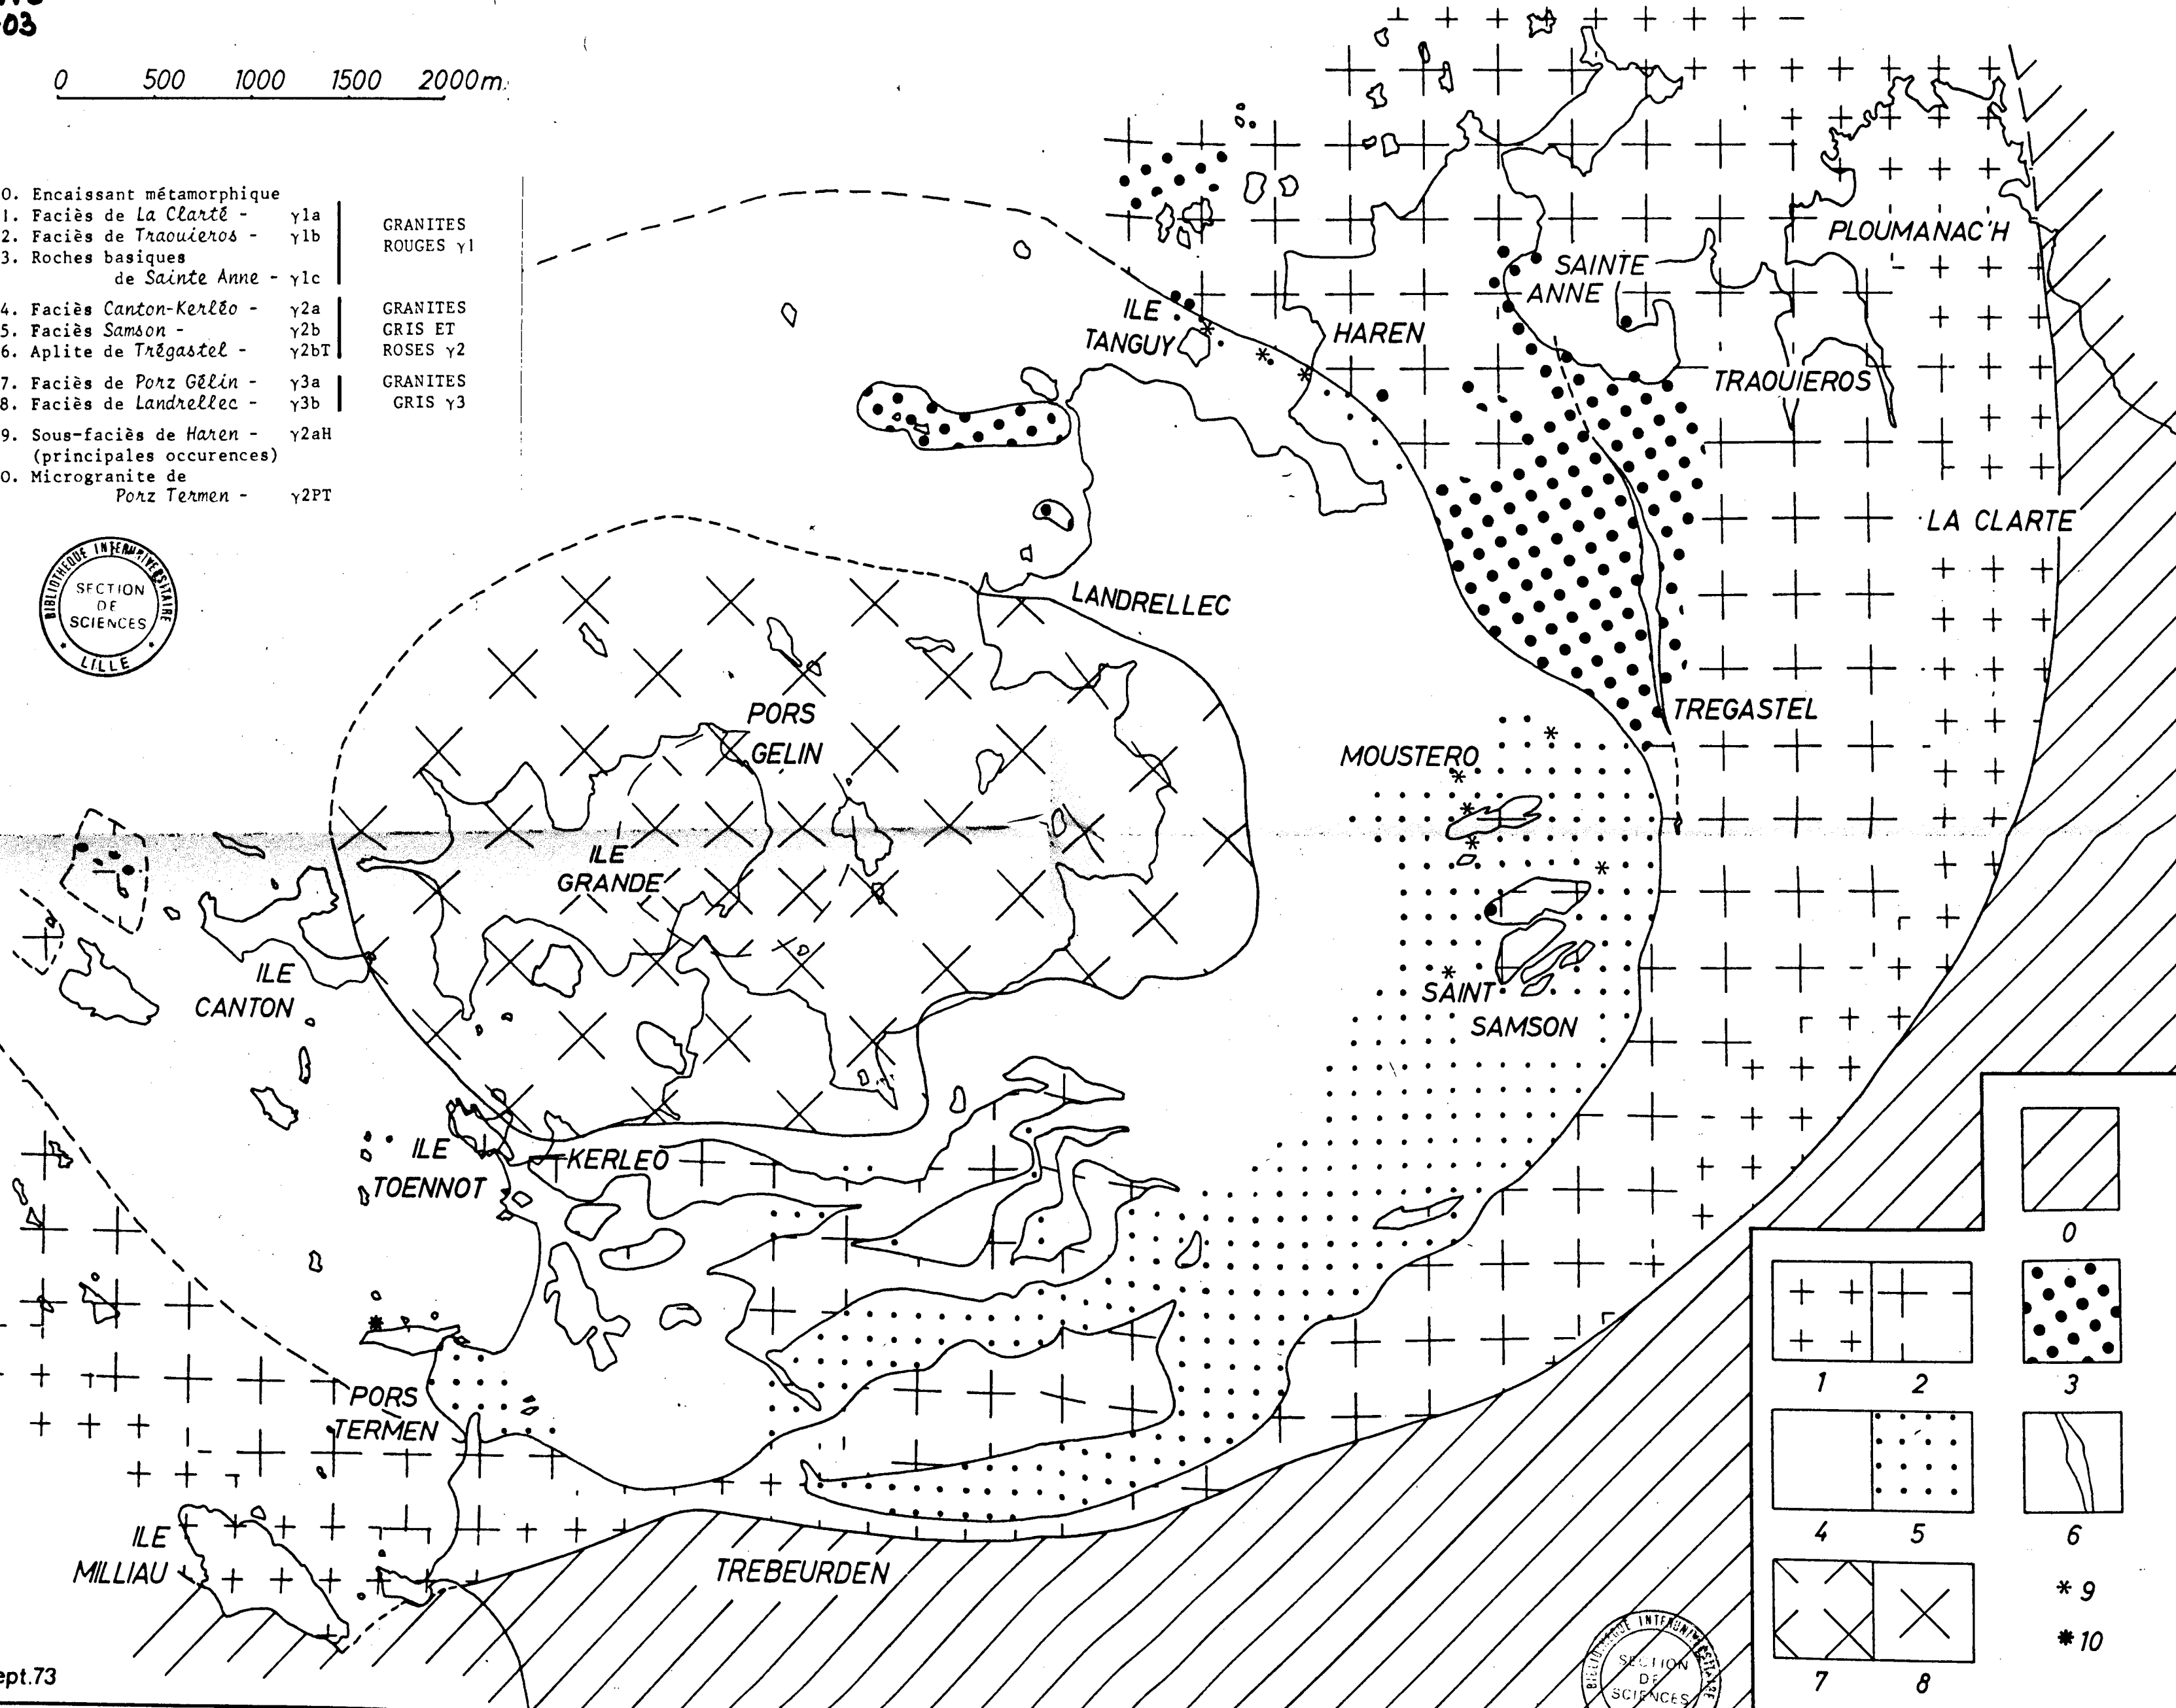 03
0 500 1000 1500 2000m.
0. Encaissant métamorphique
1. Faciès de La Clarté - γ1a
2. Faciès de Traouieros - γ1b
3. Roches basiques
de Sainte Anne - γ1c
GRANITES
ROUGES γ1
4. Faciès Canton-Kerléo - γ2a
5. Faciès Samson - γ2b
6. Aplite de Trégastel - γ2bT
GRANITES
GRIS ET
ROSES γ2
7. Faciès de Porz Gélin - γ3a
8. Faciès de Landrellec - γ3b
GRANITES
GRIS γ3
9. Sous-faciès de Haren - γ2aH
(principales occurences)
0. Microgranite de
Porz Termen - γ2PT
BIBLIOTHEQUE INTERUNIVERSITAIRE
SECTION
DE
SCIENCES
LILLE
PLOUMANAC'H
SAINTE
ANNE
ILE
TANGUY
HAREN
TRAOUIEROS
LA CLARTE
LANDRELLEC
PORS
GELIN
TREGASTEL
MOUSTERO
ILE
GRANDE
ILE
CANTON
SAINT
SAMSON
ILE
TOENNOT
KERLEO
PORS
TERMEN
ILE
MILLIAU
TREBEURDEN
0
1 2 3
4 5 6
7 8
9
10
BIBLIOTHEQUE INTERUNIVERSITAIRE
SECTION
DE
SCIENCES
ept.73